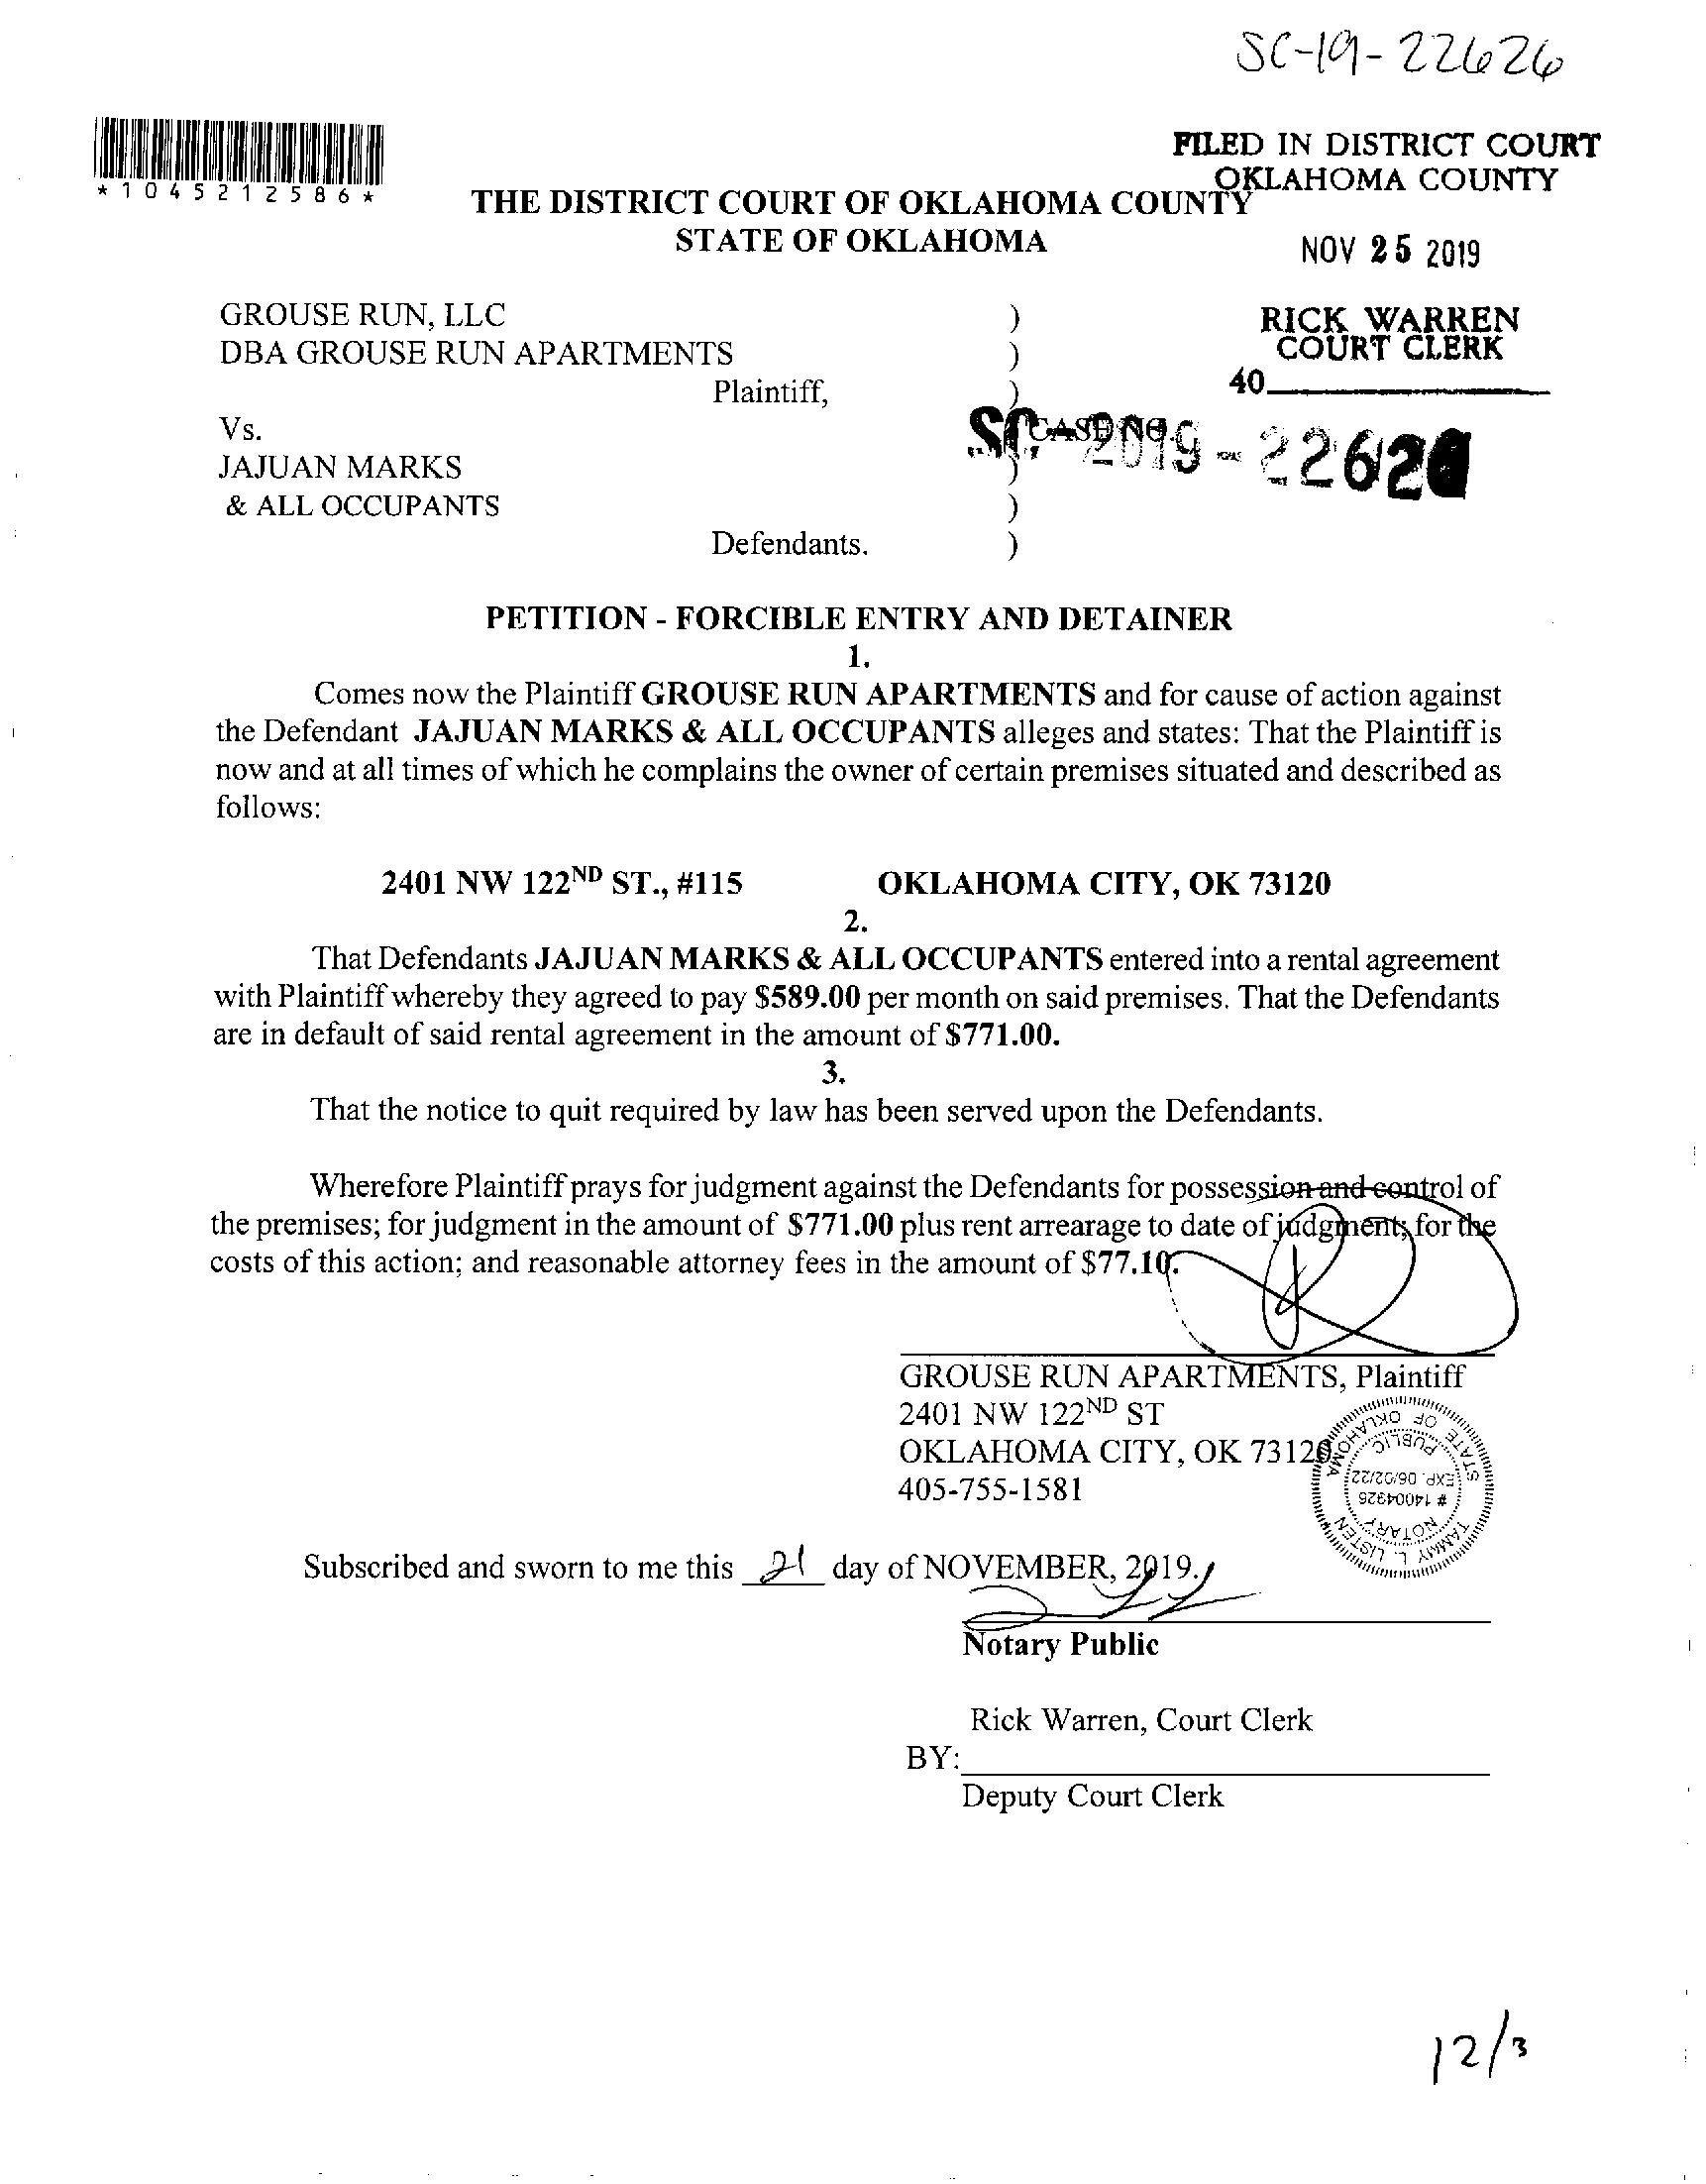 SC-19-22626
*1045212586*
FILED IN DISTRICT COURT
OKLAHOMA COUNTY
THE DISTRICT COURT OF OKLAHOMA COUNTY
STATE OF OKLAHOMA
NOV 25 2019
GROUSE RUN, LLC )
DBA GROUSE RUN APARTMENTS )
RICK WARREN
COURT CLERK
Plaintiff, )
40
Vs.
CASE NO.
SC-2019-22626
JAJUAN MARKS )
& ALL OCCUPANTS )
Defendants. )
PETITION - FORCIBLE ENTRY AND DETAINER
1.
Comes now the Plaintiff GROUSE RUN APARTMENTS and for cause of action against
the Defendant JAJUAN MARKS & ALL OCCUPANTS alleges and states: That the Plaintiff is
now and at all times of which he complains the owner of certain premises situated and described as
follows:
2401 NW 122ND ST., #115 OKLAHOMA CITY, OK 73120
2.
That Defendants JAJUAN MARKS & ALL OCCUPANTS entered into a rental agreement
with Plaintiff whereby they agreed to pay $589.00 per month on said premises. That the Defendants
are in default of said rental agreement in the amount of $771.00.
3.
That the notice to quit required by law has been served upon the Defendants.
Wherefore Plaintiff prays for judgment against the Defendants for possession and control of
the premises; for judgment in the amount of $771.00 plus rent arrearage to date of judgment; for the
costs of this action; and reasonable attorney fees in the amount of $77.10.
GROUSE RUN APARTMENTS, Plaintiff
2401 NW 122ND ST
OKLAHOMA CITY, OK 73120
405-755-1581
TAMMY L. LISTEN
NOTARY
# 14004926
EXP. 06/02/22
PUBLIC
STATE OF OKLAHOMA
Subscribed and sworn to me this 21 day of NOVEMBER, 2019.
Notary Public
Rick Warren, Court Clerk
BY:
Deputy Court Clerk
12/3